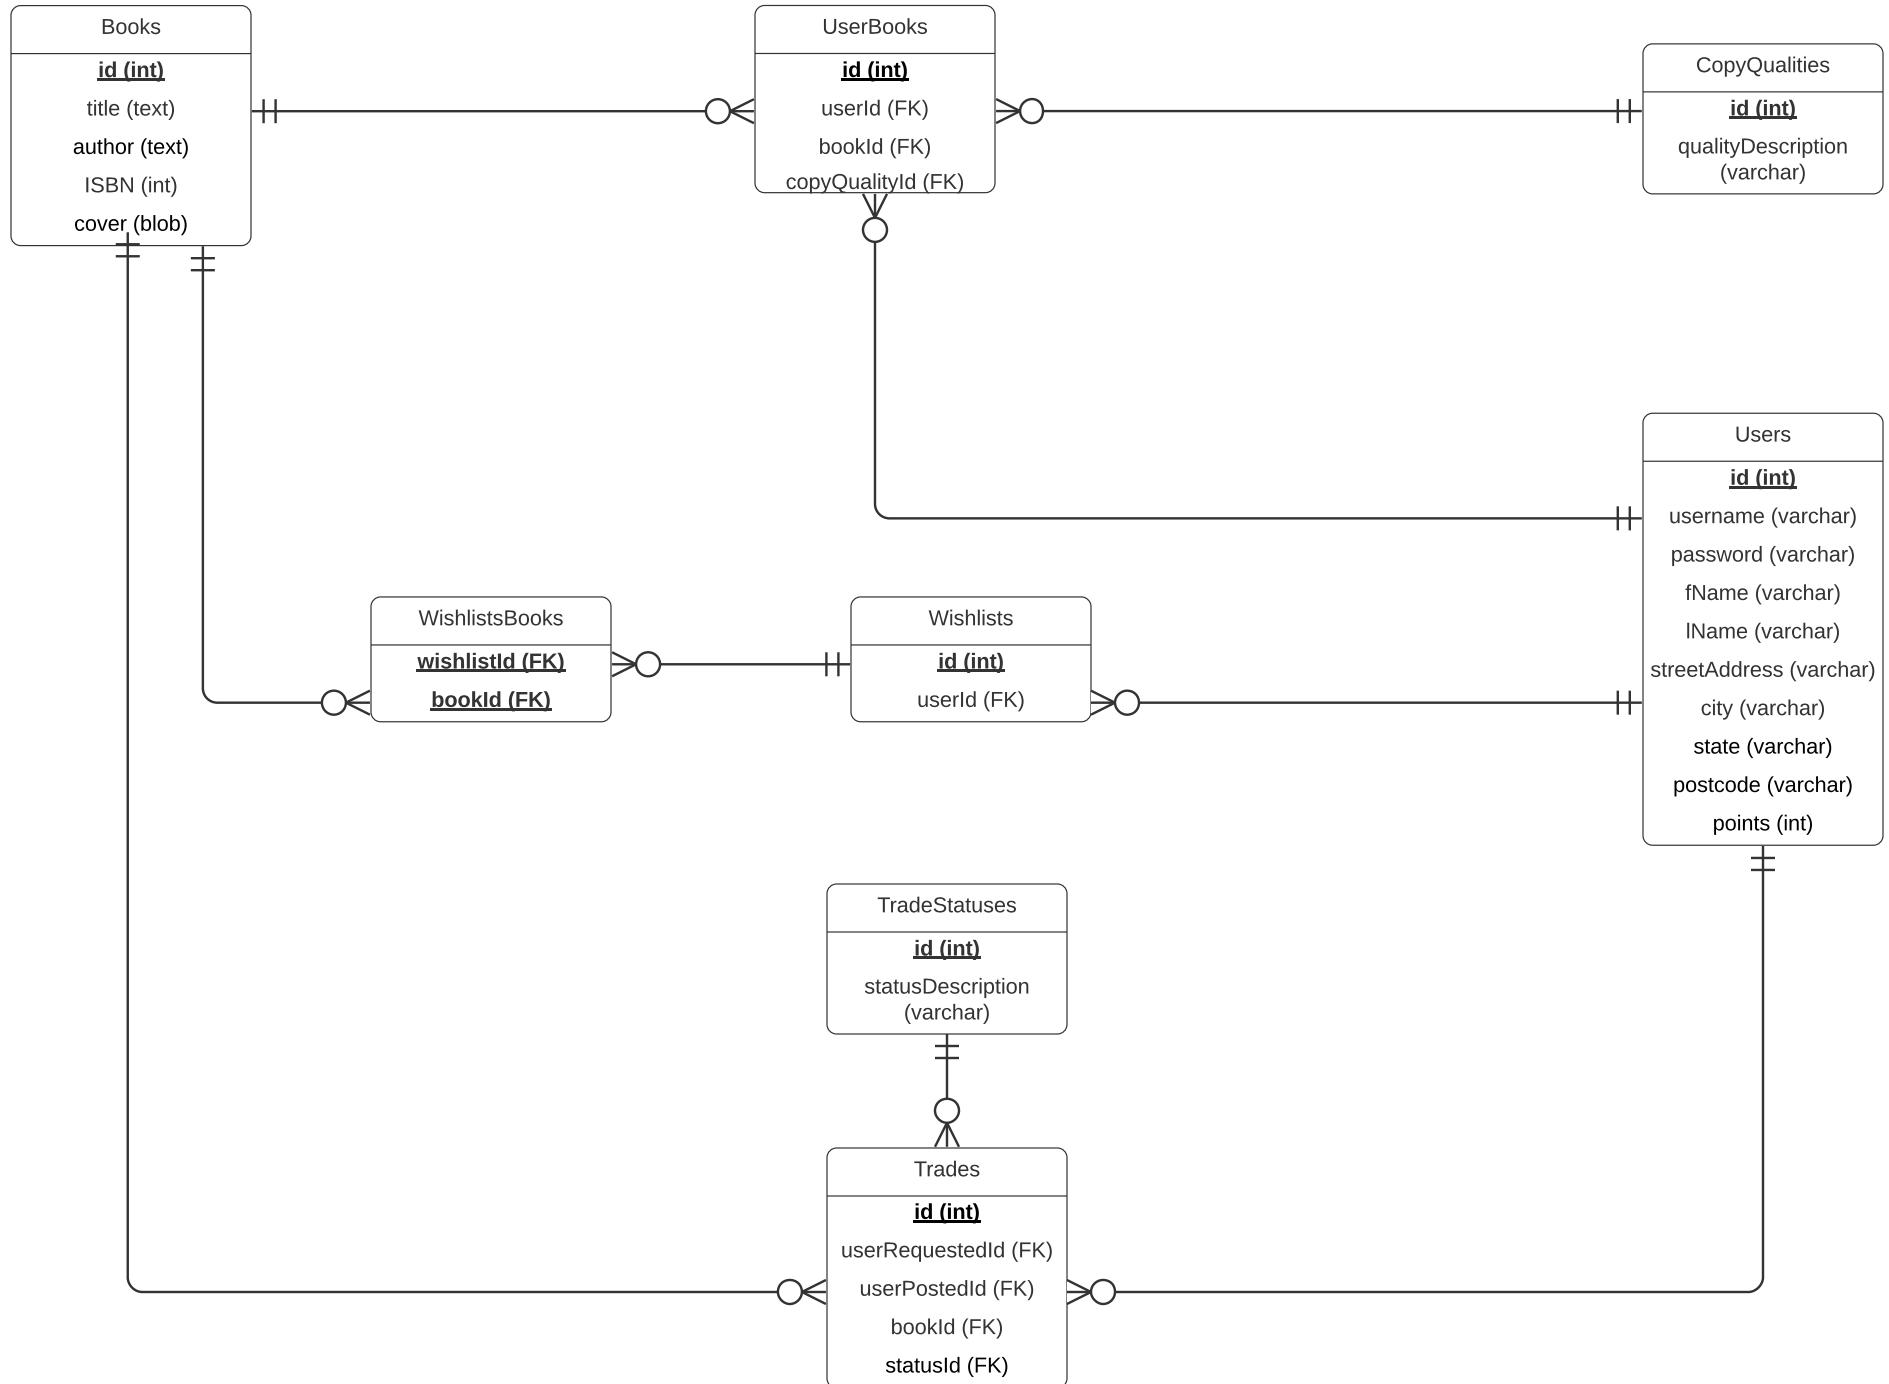 Books
id (int)
title (text)
author (text)
ISBN (int)
cover (blob)
UserBooks
id (int)
userId (FK)
bookId (FK)
copyQualityId (FK)
CopyQualities
id (int)
qualityDescription
(varchar)
Users
id (int)
username (varchar)
password (varchar)
fName (varchar)
lName (varchar)
streetAddress (varchar)
city (varchar)
state (varchar)
postcode (varchar)
points (int)
WishlistsBooks
wishlistId (FK)
bookId (FK)
Wishlists
id (int)
userId (FK)
TradeStatuses
id (int)
statusDescription
(varchar)
Trades
id (int)
userRequestedId (FK)
userPostedId (FK)
bookId (FK)
statusId (FK)